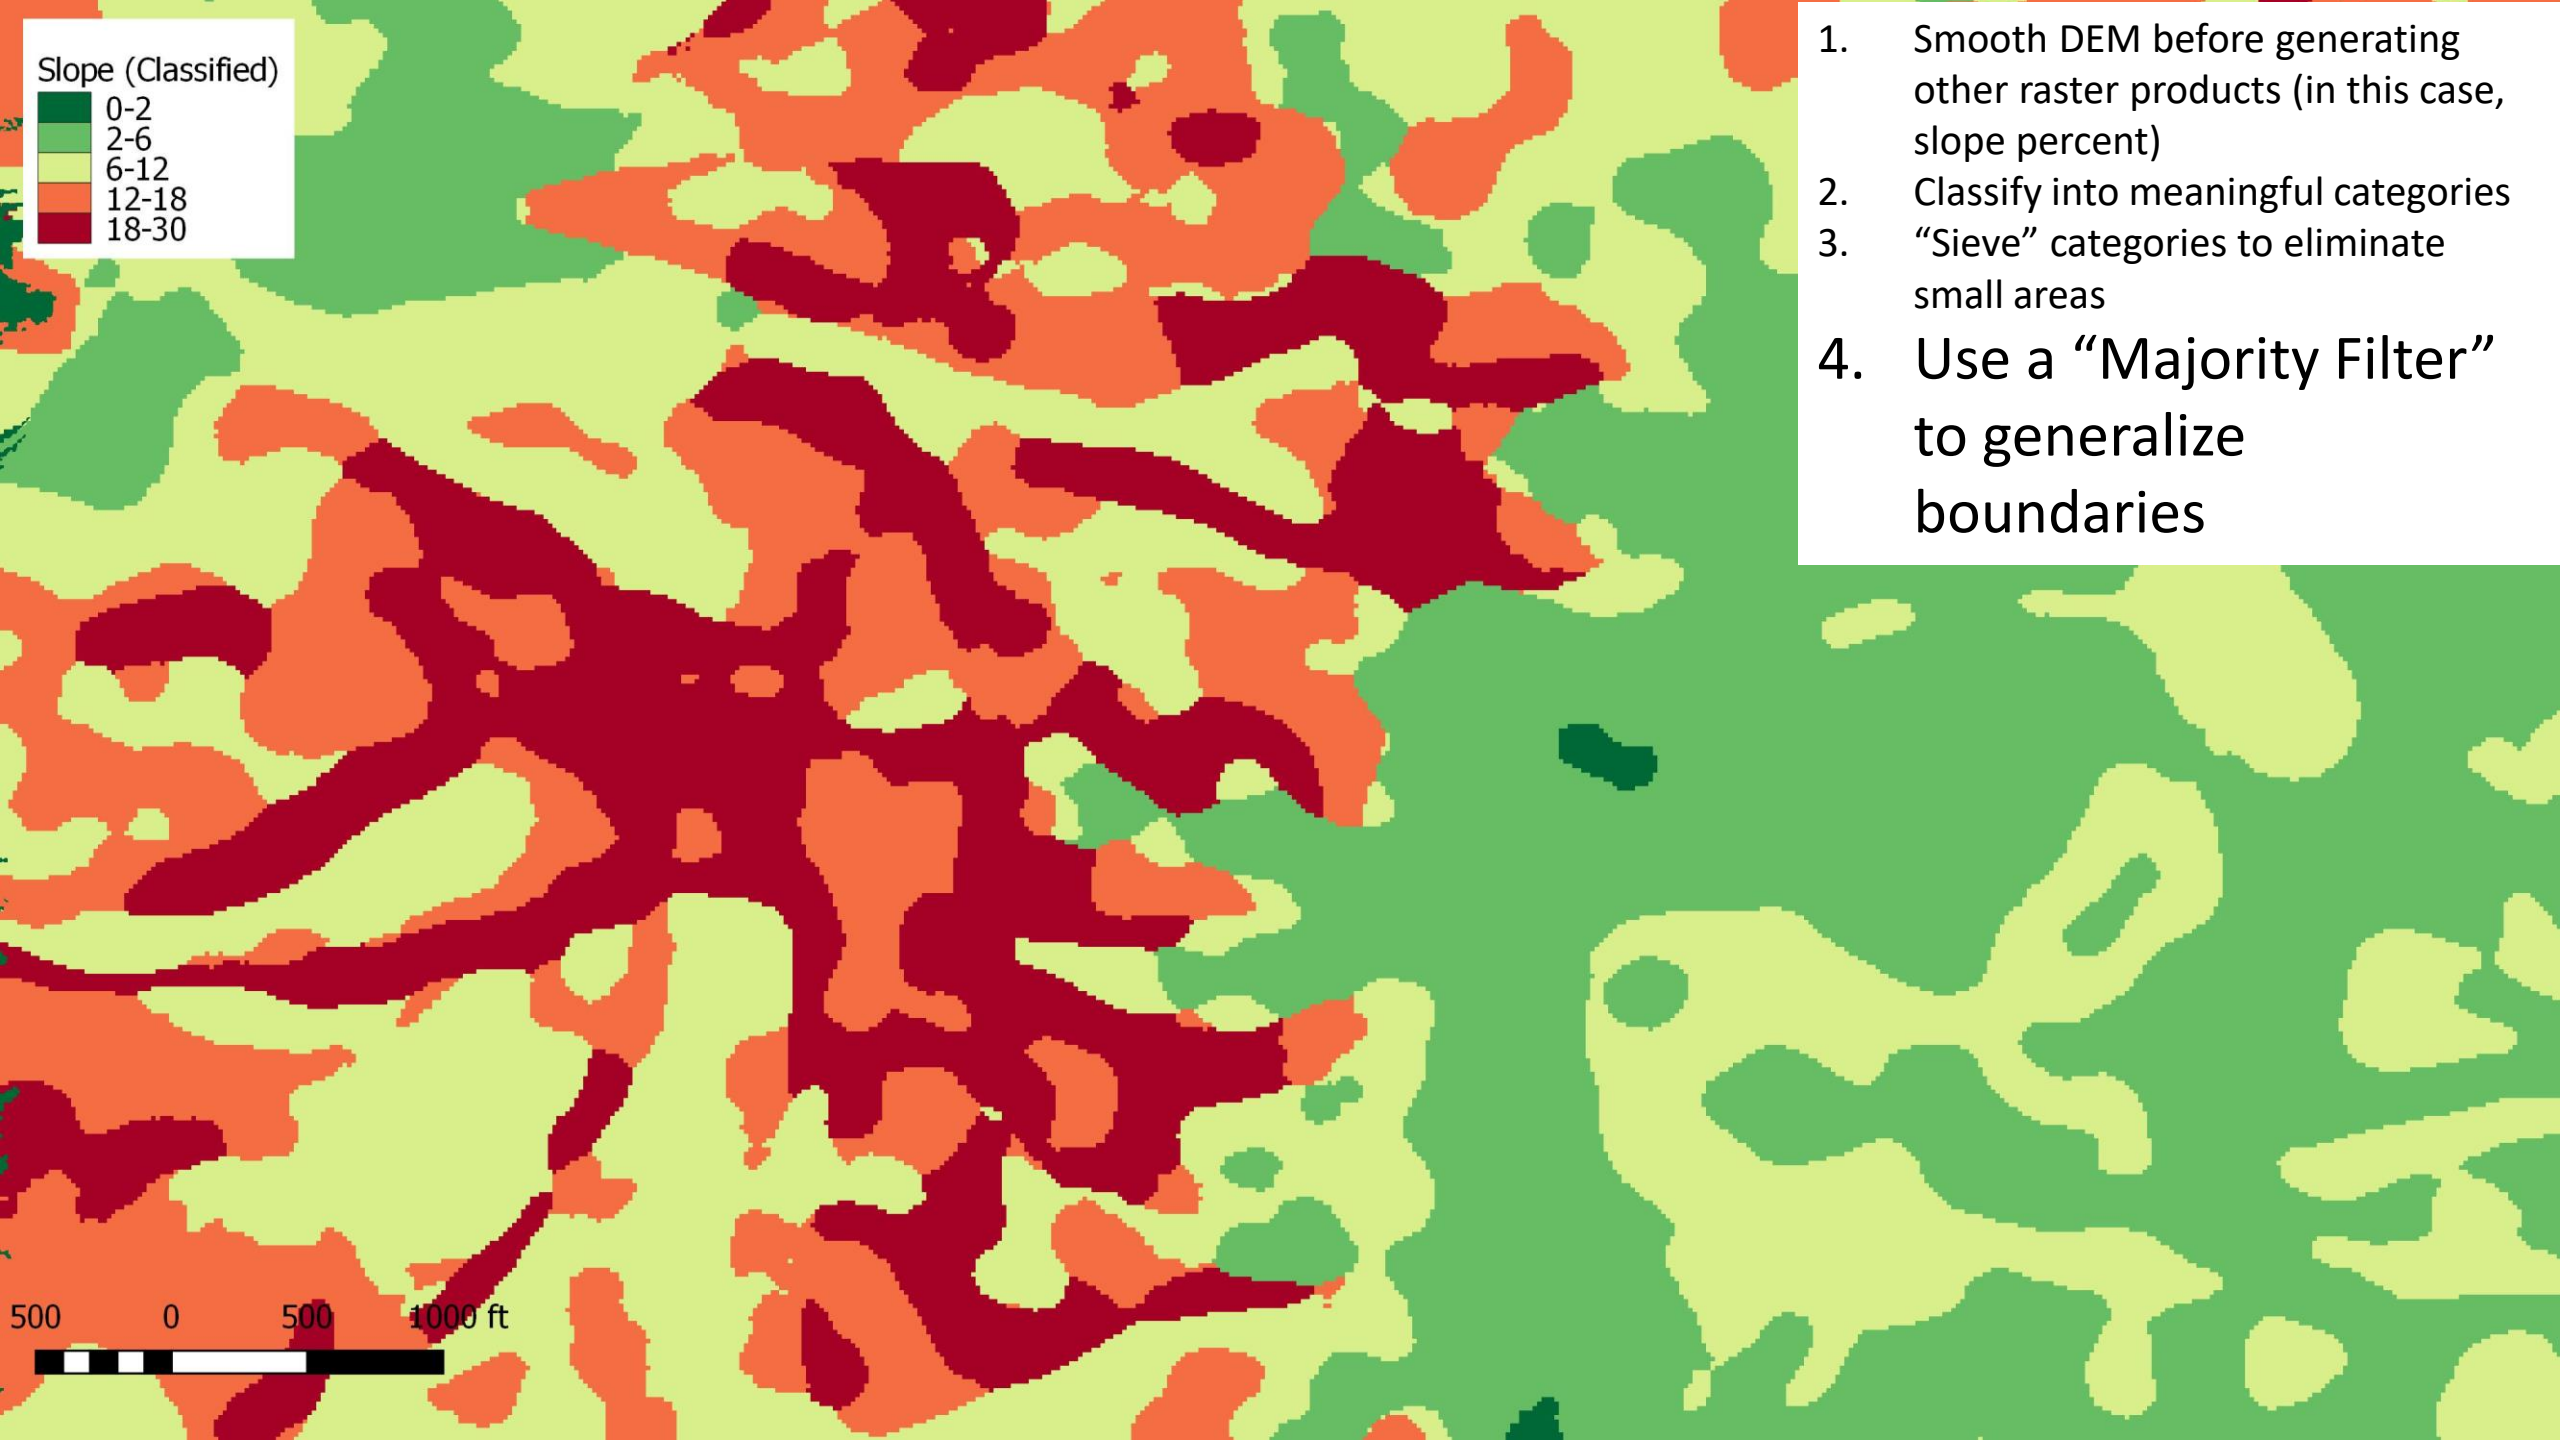 Slope (Classified)
0-2
2-6
6-12
12-18
18-30
1. Smooth DEM before generating
other raster products (in this case,
slope percent)
2. Classify into meaningful categories
3. “Sieve” categories to eliminate
small areas
4. Use a “Majority Filter”
to generalize
boundaries
500 0 500 1000 ft